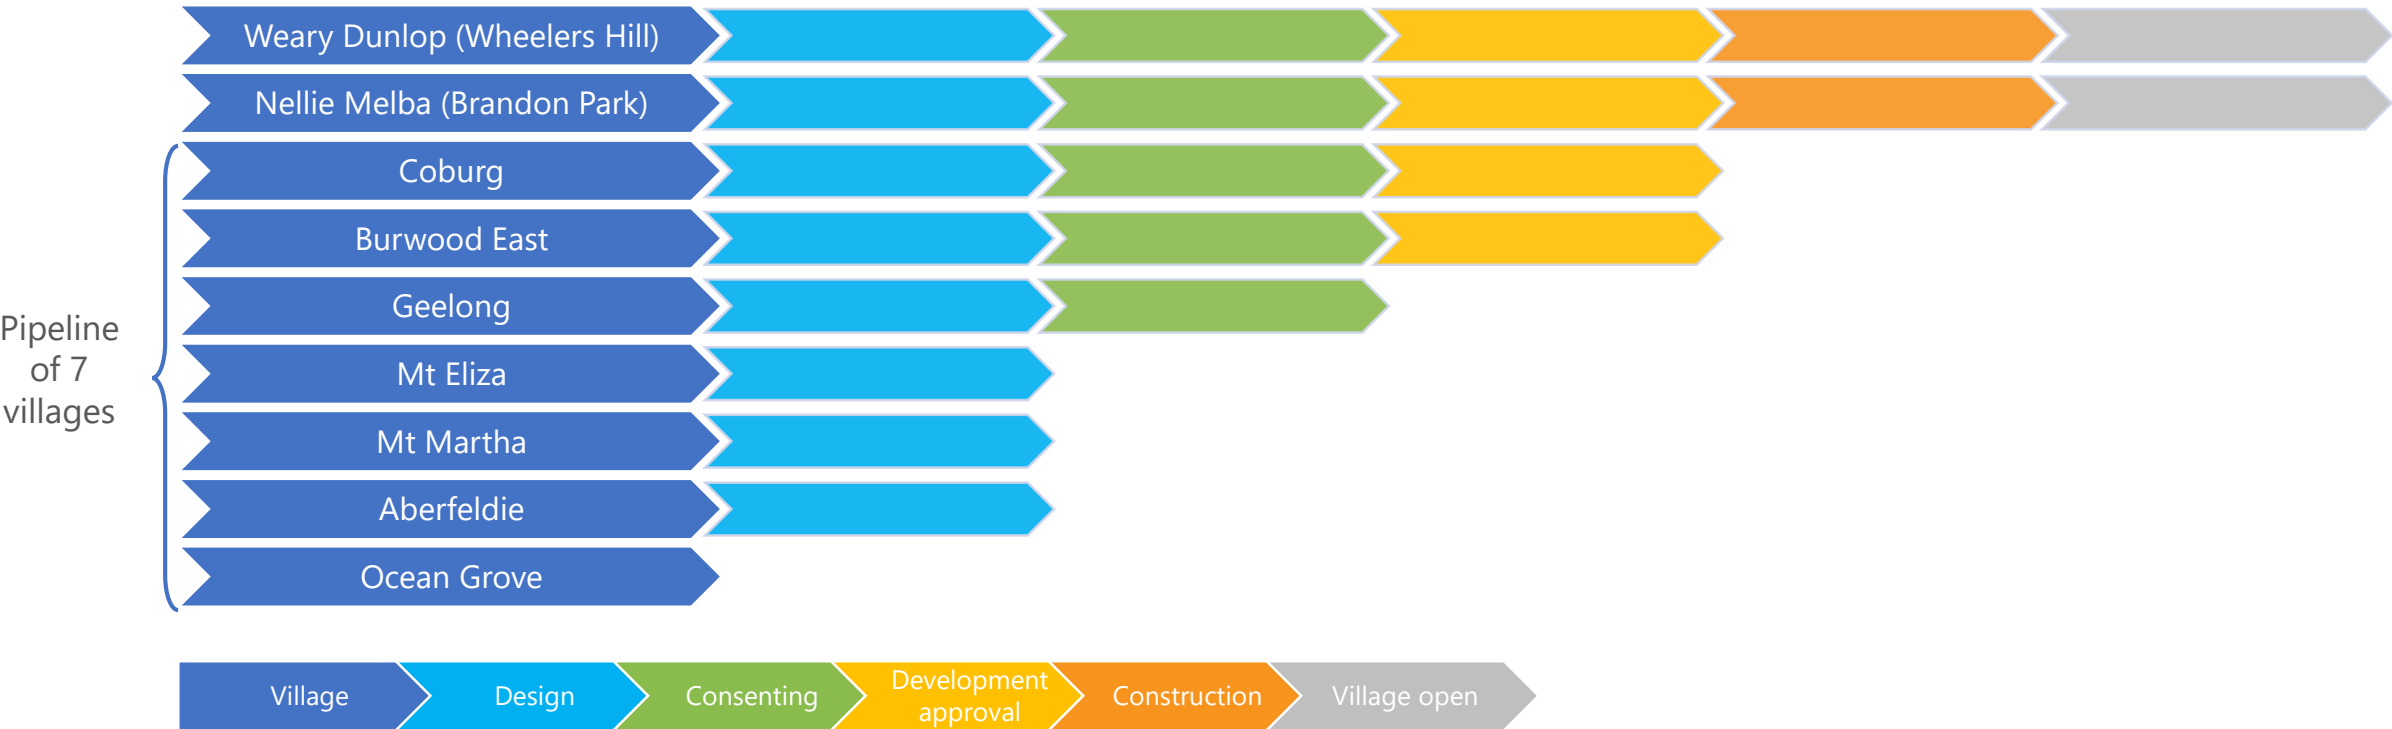 Weary Dunlop (Wheelers Hill)
Nellie Melba (Brandon Park)
Coburg
Burwood East
Geelong
Mt Eliza
Mt Martha
Aberfeldie
Ocean Grove
Pipeline
of 7
villages
Village
Design
Consenting
Development
approval
Construction
Village open